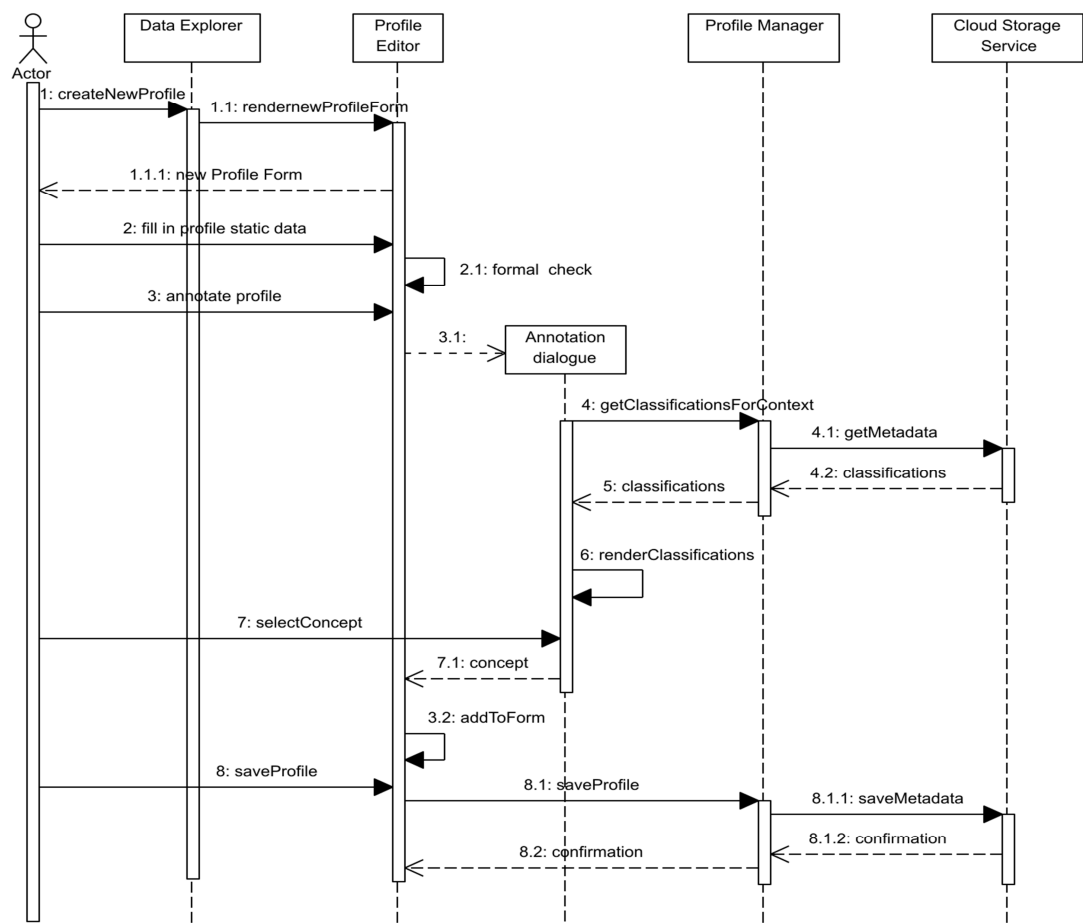 Data Explorer
Profile
Editor
Profile Manager
Cloud Storage
Service
Actor
1: createNewProfile
1.1: rendernewProfileForm
1.1.1: new Profile Form
2: fill in profile static data
2.1: formal check
3: annotate profile
3.1:
Annotation
dialogue
4: getClassificationsForContext
4.1: getMetadata
4.2: classifications
5: classifications
6: renderClassifications
7: selectConcept
7.1: concept
3.2: addToForm
8: saveProfile
8.1: saveProfile
8.1.1: saveMetadata
8.1.2: confirmation
8.2: confirmation